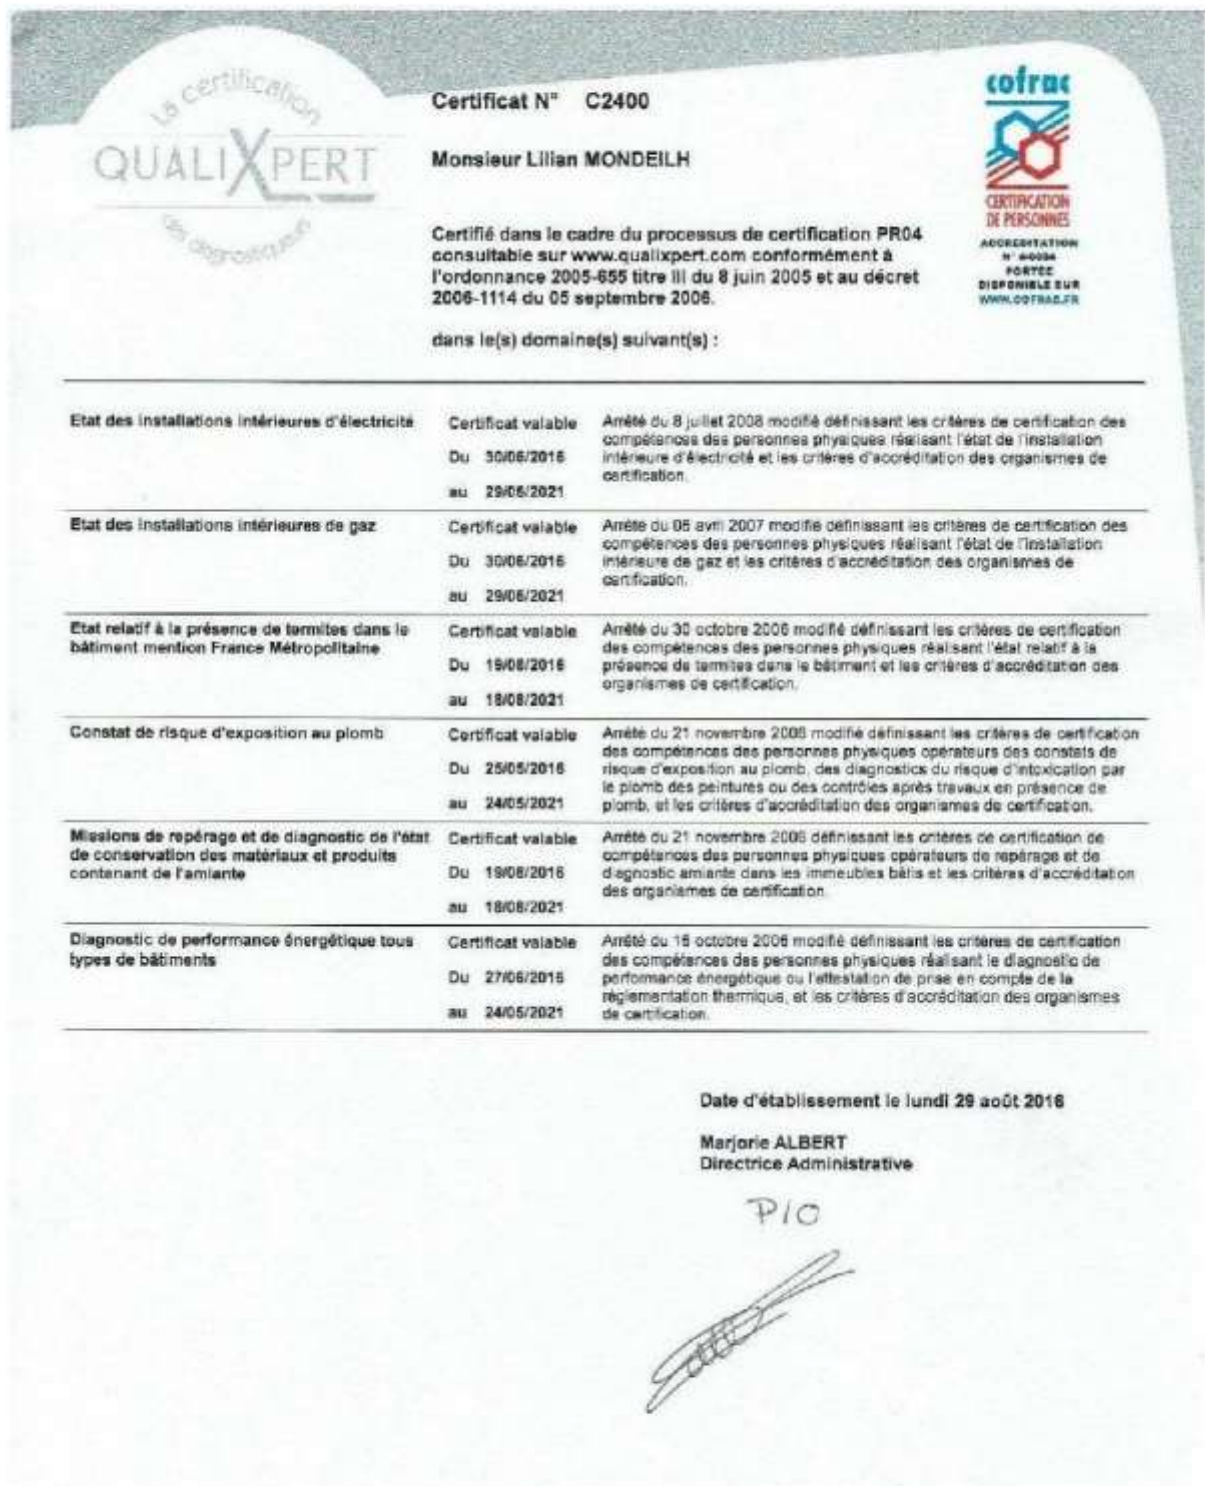 La certification
QUALIXPERT
des diagnostiqueurs
Certificat N° C2400
Monsieur Lilian MONDEILH
Certifié dans le cadre du processus de certification PR04
consultable sur www.qualixpert.com conformément à
l'ordonnance 2005-655 titre III du 8 juin 2005 et au décret
2006-1114 du 05 septembre 2006.
dans le(s) domaine(s) suivant(s) :
cofrac
CERTIFICATION
DE PERSONNES
ACCREDITATION
N° 4-0094
PORTEE
DISPONIBLE SUR
WWW.COFRAC.FR
Etat des installations intérieures d'électricité
Certificat valable
Du 30/06/2016
au 29/06/2021
Arrêté du 8 juillet 2008 modifié définissant les critères de certification des
compétences des personnes physiques réalisant l'état de l'installation
intérieure d'électricité et les critères d'accréditation des organismes de
certification.
Etat des installations intérieures de gaz
Certificat valable
Du 30/06/2016
au 29/06/2021
Arrêté du 06 avril 2007 modifié définissant les critères de certification des
compétences des personnes physiques réalisant l'état de l'installation
intérieure de gaz et les critères d'accréditation des organismes de
certification.
Etat relatif à la présence de termites dans le
bâtiment mention France Métropolitaine
Certificat valable
Du 19/08/2016
au 18/08/2021
Arrêté du 30 octobre 2006 modifié définissant les critères de certification
des compétences des personnes physiques réalisant l'état relatif à la
présence de termites dans le bâtiment et les critères d'accréditation des
organismes de certification.
Constat de risque d'exposition au plomb
Certificat valable
Du 25/05/2016
au 24/05/2021
Arrêté du 21 novembre 2006 modifié définissant les critères de certification
des compétences des personnes physiques opérateurs des constats de
risque d'exposition au plomb, des diagnostics du risque d'intoxication par
le plomb des peintures ou des contrôles après travaux en présence de
plomb, et les critères d'accréditation des organismes de certification.
Missions de repérage et de diagnostic de l'état
de conservation des matériaux et produits
contenant de l'amiante
Certificat valable
Du 19/08/2016
au 18/08/2021
Arrêté du 21 novembre 2006 définissant les critères de certification de
compétences des personnes physiques opérateurs de repérage et de
diagnostic amiante dans les immeubles bâtis et les critères d'accréditation
des organismes de certification.
Diagnostic de performance énergétique tous
types de bâtiments
Certificat valable
Du 27/06/2016
au 24/05/2021
Arrêté du 16 octobre 2006 modifié définissant les critères de certification
des compétences des personnes physiques réalisant le diagnostic de
performance énergétique ou l'attestation de prise en compte de la
réglementation thermique, et les critères d'accréditation des organismes
de certification.
Date d'établissement le lundi 29 août 2016
Marjorie ALBERT
Directrice Administrative
P/O